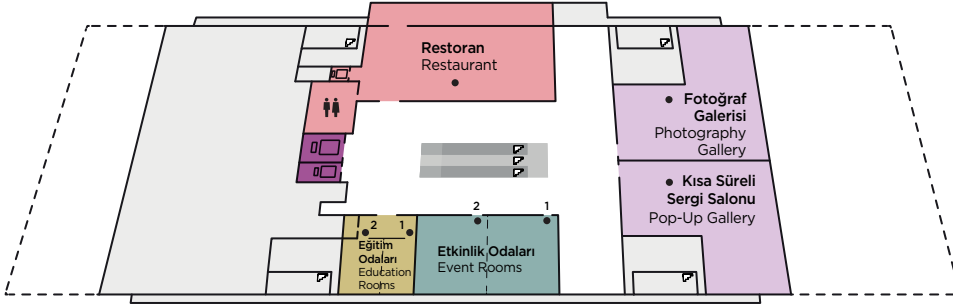 Restoran
Restaurant
Fotoğraf
Galerisi
Photography
Gallery
Kısa Süreli
Sergi Salonu
Pop-Up Gallery
2 1
Eğitim
Odaları
Education
Rooms
2 1
Etkinlik Odaları
Event Rooms